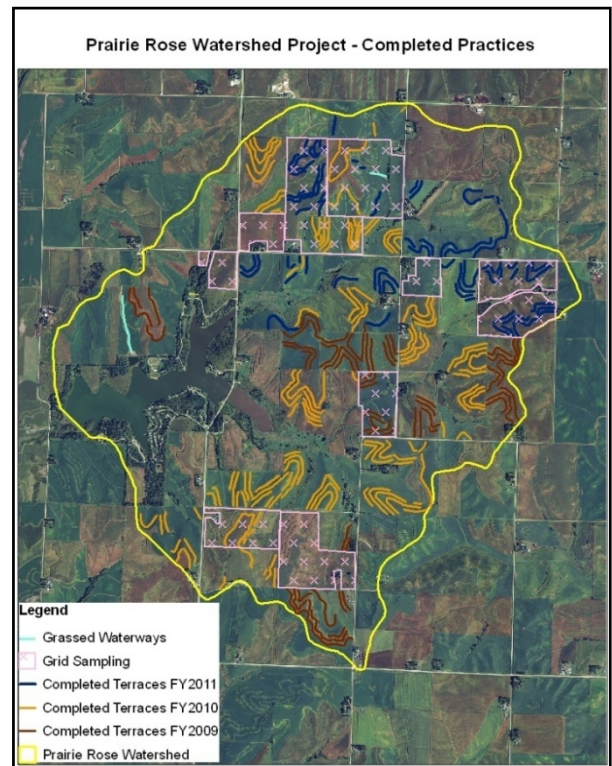 Prairie Rose Watershed Project - Completed Practices
Legend
Grassed Waterways
Grid Sampling
Completed Terraces FY2011
Completed Terraces FY2010
Completed Terraces FY2009
Prairie Rose Watershed